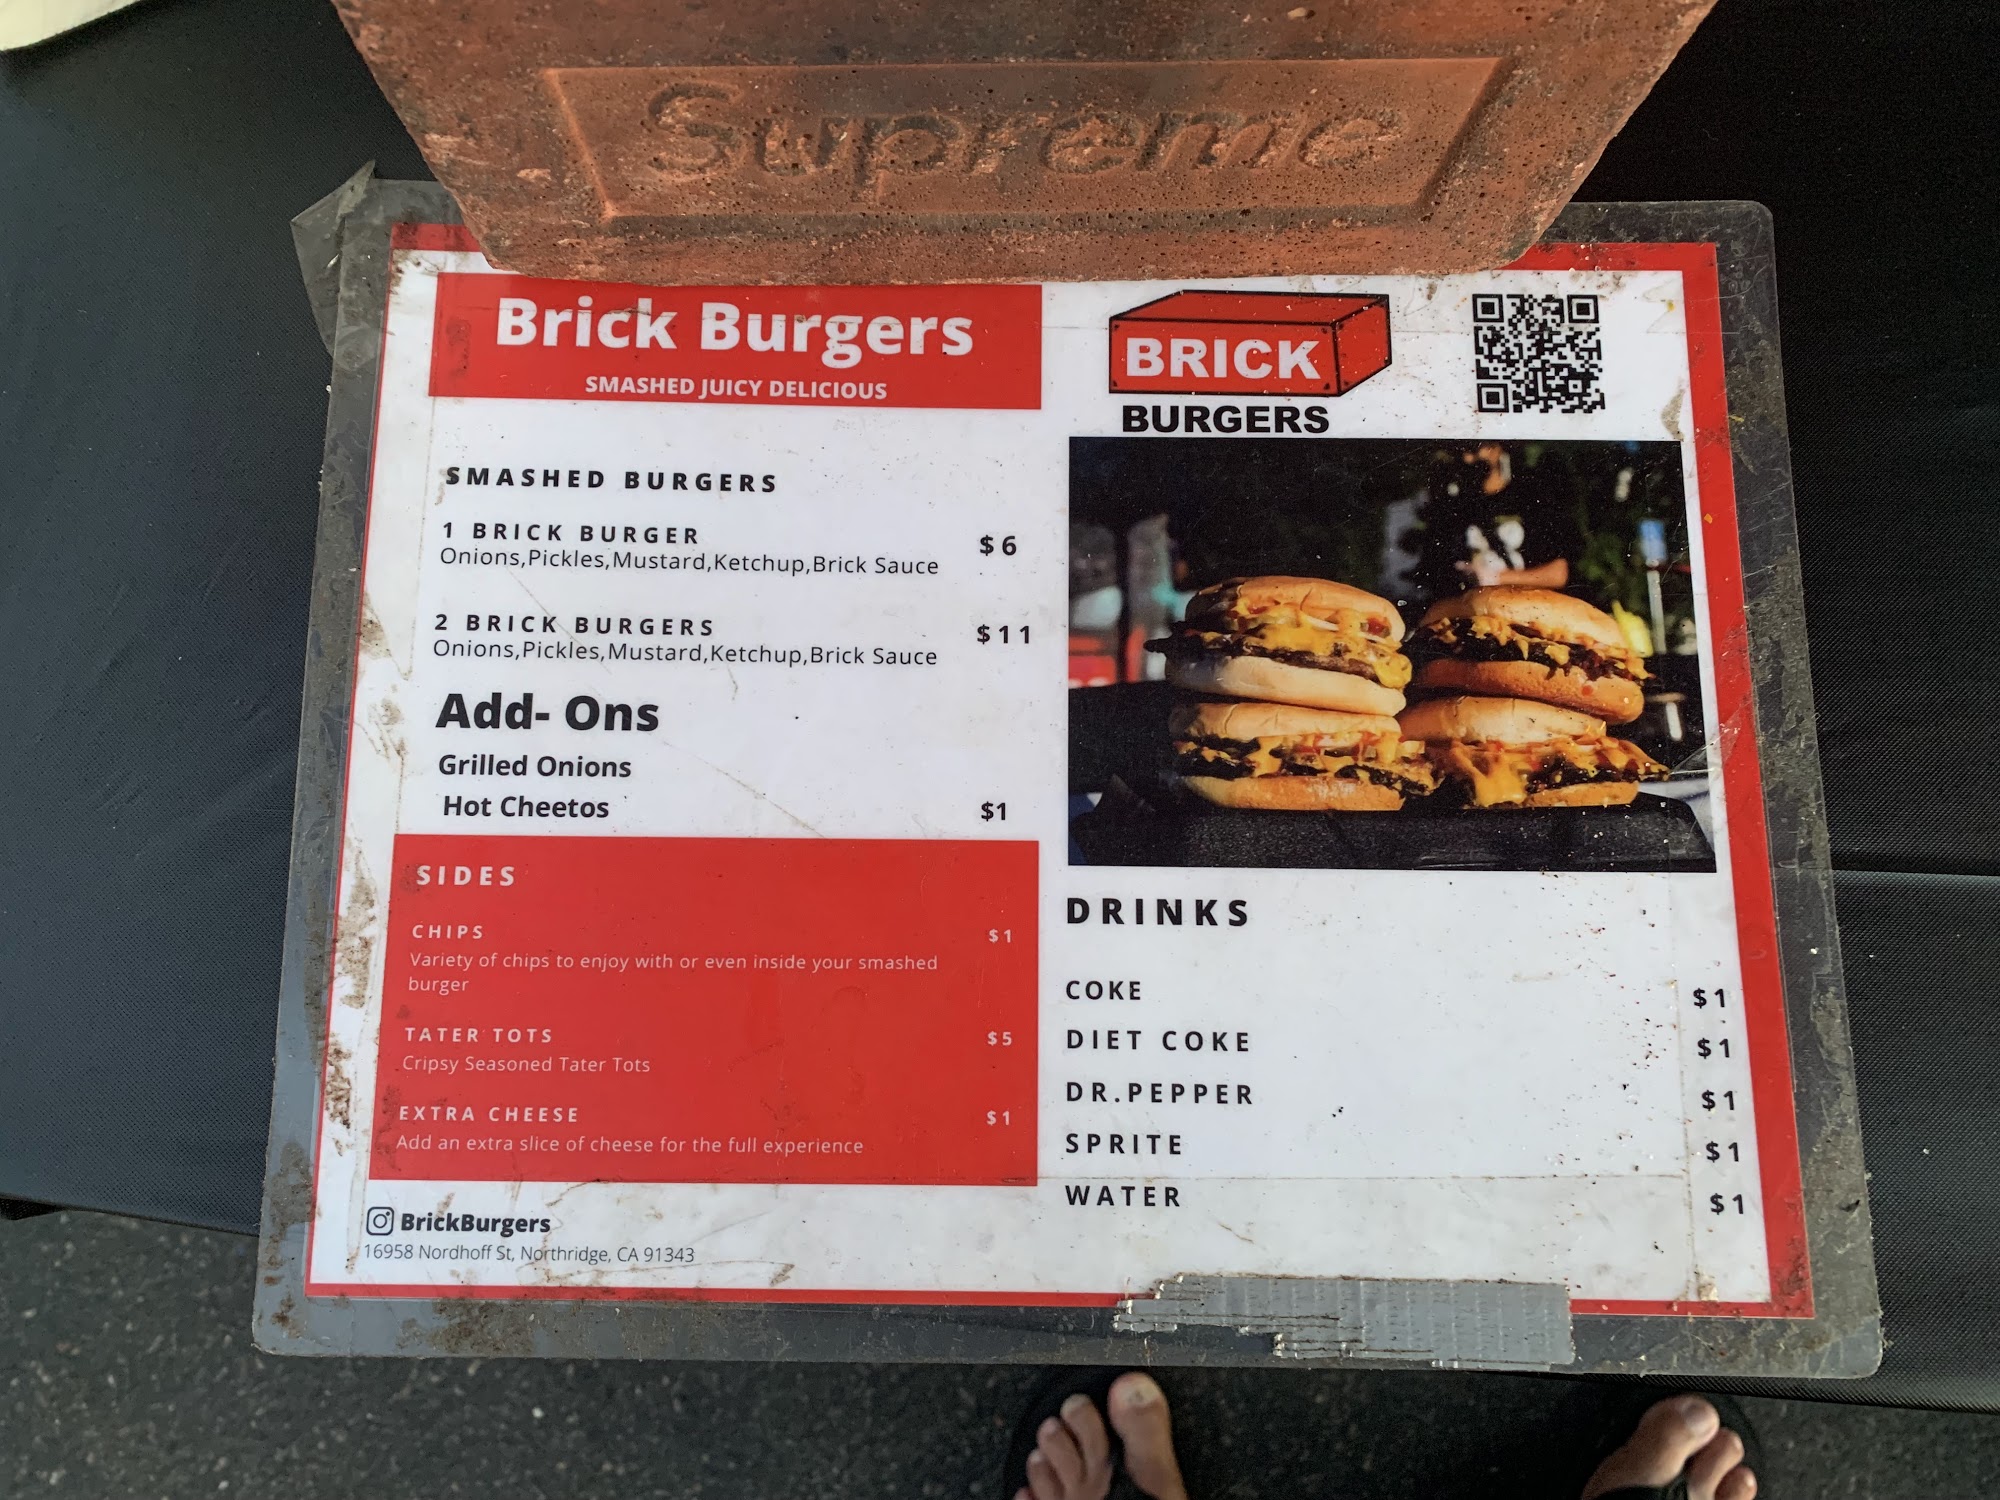 Supreme
Brick Burgers
SMASHED JUICY DELICIOUS
BRICK
BURGERS
SMASHED BURGERS
1 BRICK BURGER $6
Onions,Pickles,Mustard,Ketchup,Brick Sauce
2 BRICK BURGERS $11
Onions,Pickles,Mustard,Ketchup,Brick Sauce
Add- Ons
Grilled Onions
Hot Cheetos $1
SIDES
CHIPS $1
Variety of chips to enjoy with or even inside your smashed
burger
TATER TOTS $5
Cripsy Seasoned Tater Tots
EXTRA CHEESE $1
Add an extra slice of cheese for the full experience
BrickBurgers
16958 Nordhoff St, Northridge, CA 91343
DRINKS
COKE $1
DIET COKE $1
DR.PEPPER $1
SPRITE $1
WATER $1